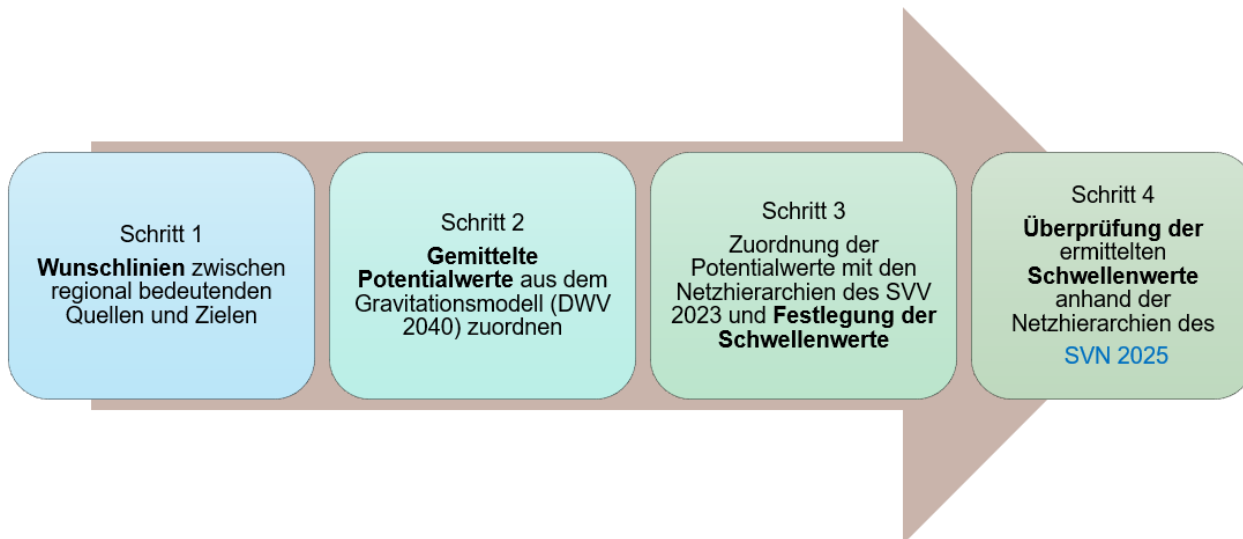 Schritt 1
Wunschlinien zwischen
regional bedeutenden
Quellen und Zielen
Schritt 2
Gemittelte
Potentialwerte aus dem
Gravitationsmodell (DWV
2040) zuordnen
Schritt 3
Zuordnung der
Potentialwerte mit den
Netzhierarchien des SVV
2023 und Festlegung der
Schwellenwerte
Schritt 4
Überprüfung der
ermittelten
Schwellenwerte
anhand der
Netzhierarchien des
SVN 2025